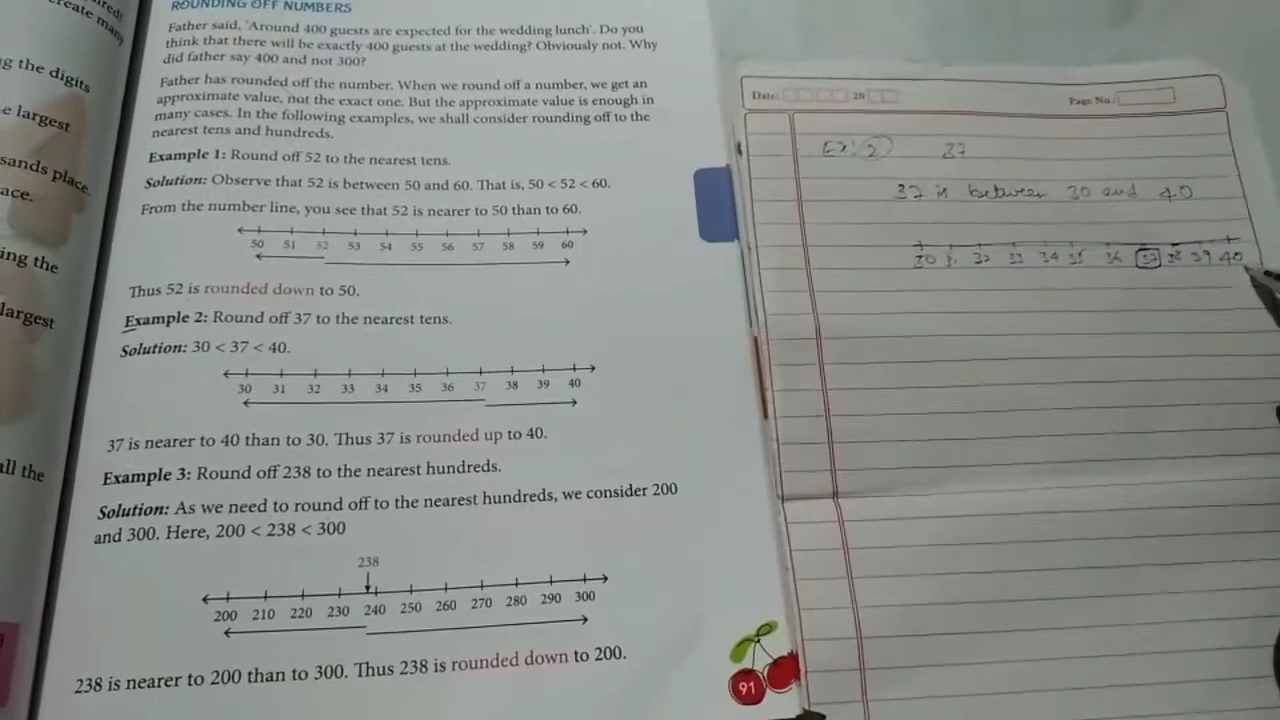 reate many
g the digits
e largest
sands place.
ace.
ing the
largest
all the
ROUNDING OFF NUMBERS
Father said, 'Around 400 guests are expected for the wedding lunch'. Do you
think that there will be exactly 400 guests at the wedding? Obviously not. Why
did father say 400 and not 300?
Father has rounded off the number. When we round off a number, we get an
approximate value, not the exact one. But the approximate value is enough in
many cases. In the following examples, we shall consider rounding off to the
nearest tens and hundreds.
Example 1: Round off 52 to the nearest tens.
Solution: Observe that 52 is between 50 and 60. That is, 50 < 52 < 60.
From the number line, you see that 52 is nearer to 50 than to 60.
50 51 52 53 54 55 56 57 58 59 60
Thus 52 is rounded down to 50.
Example 2: Round off 37 to the nearest tens.
Solution: 30 < 37 < 40.
30 31 32 33 34 35 36 37 38 39 40
37 is nearer to 40 than to 30. Thus 37 is rounded up to 40.
Example 3: Round off 238 to the nearest hundreds.
Solution: As we need to round off to the nearest hundreds, we consider 200
and 300. Here, 200 < 238 < 300
238
200 210 220 230 240 250 260 270 280 290 300
238 is nearer to 200 than to 300. Thus 238 is rounded down to 200.
91
Date: 20 Page No.:
Ex: 2) 37
37 is between 30 and 40
30 31 32 33 34 35 36 37 38 39 40